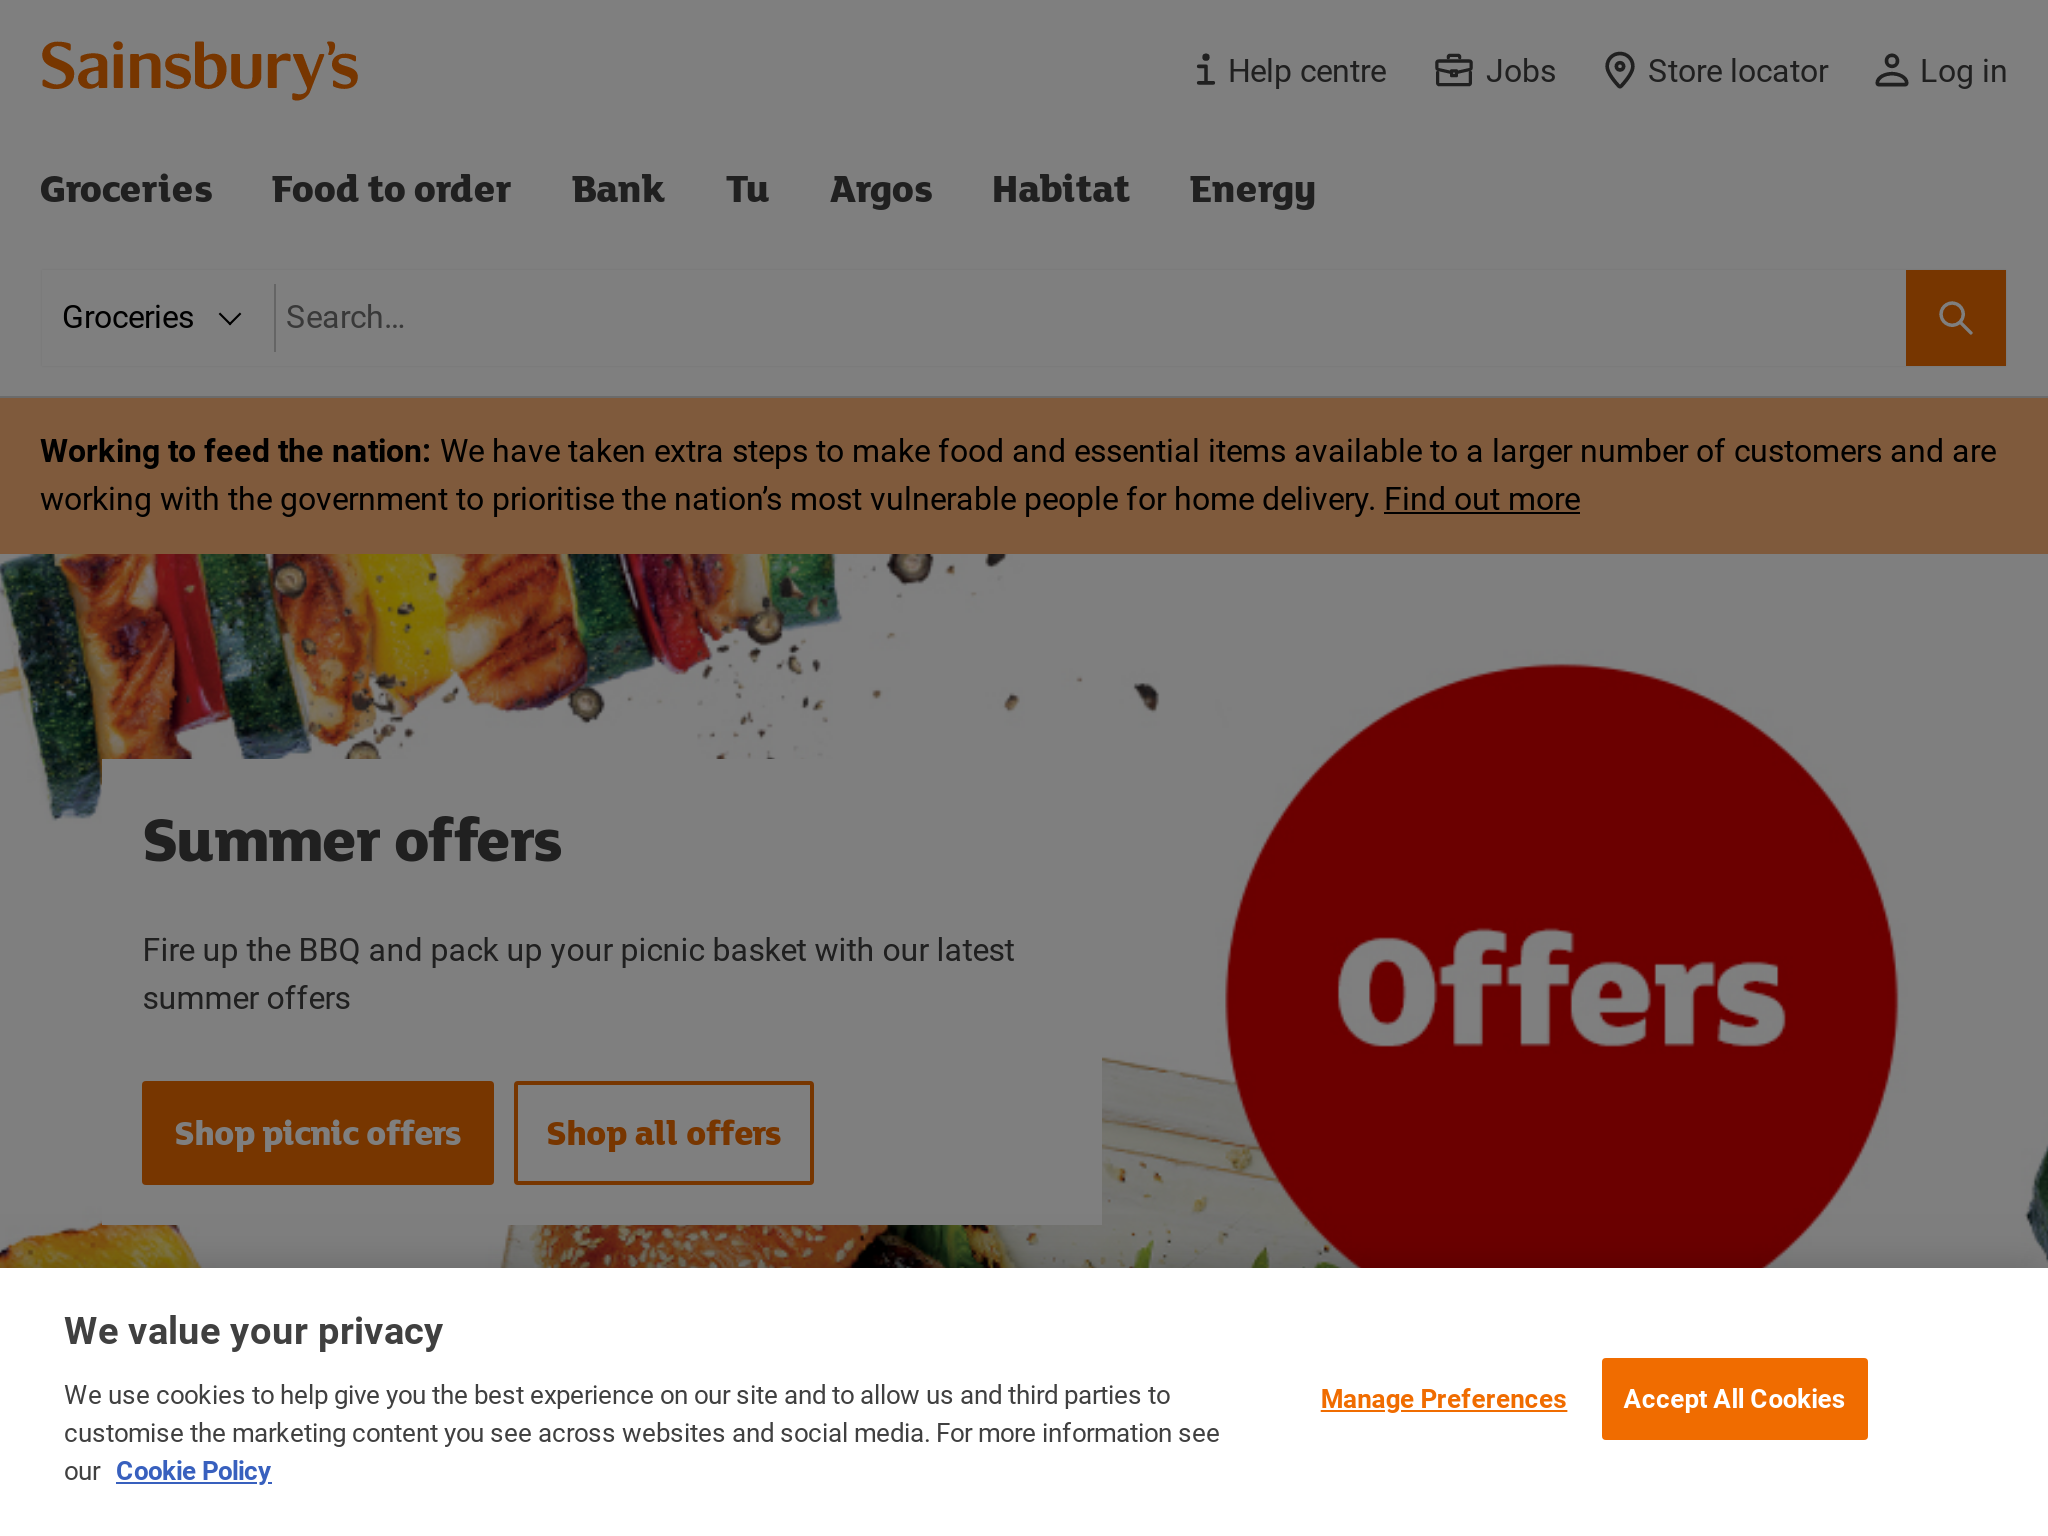 Sainsbury's
Help centre
Jobs
Store locator
Log in
Groceries
Food to order
Bank
Tu
Argos
Habitat
Energy
Groceries
Search...
Working to feed the nation: We have taken extra steps to make food and essential items available to a larger number of customers and are
working with the government to prioritise the nation’s most vulnerable people for home delivery. Find out more
Summer offers
Fire up the BBQ and pack up your picnic basket with our latest
summer offers
Shop picnic offers
Shop all offers
Offers
We value your privacy
We use cookies to help give you the best experience on our site and to allow us and third parties to
customise the marketing content you see across websites and social media. For more information see
our Cookie Policy
Manage Preferences
Accept All Cookies